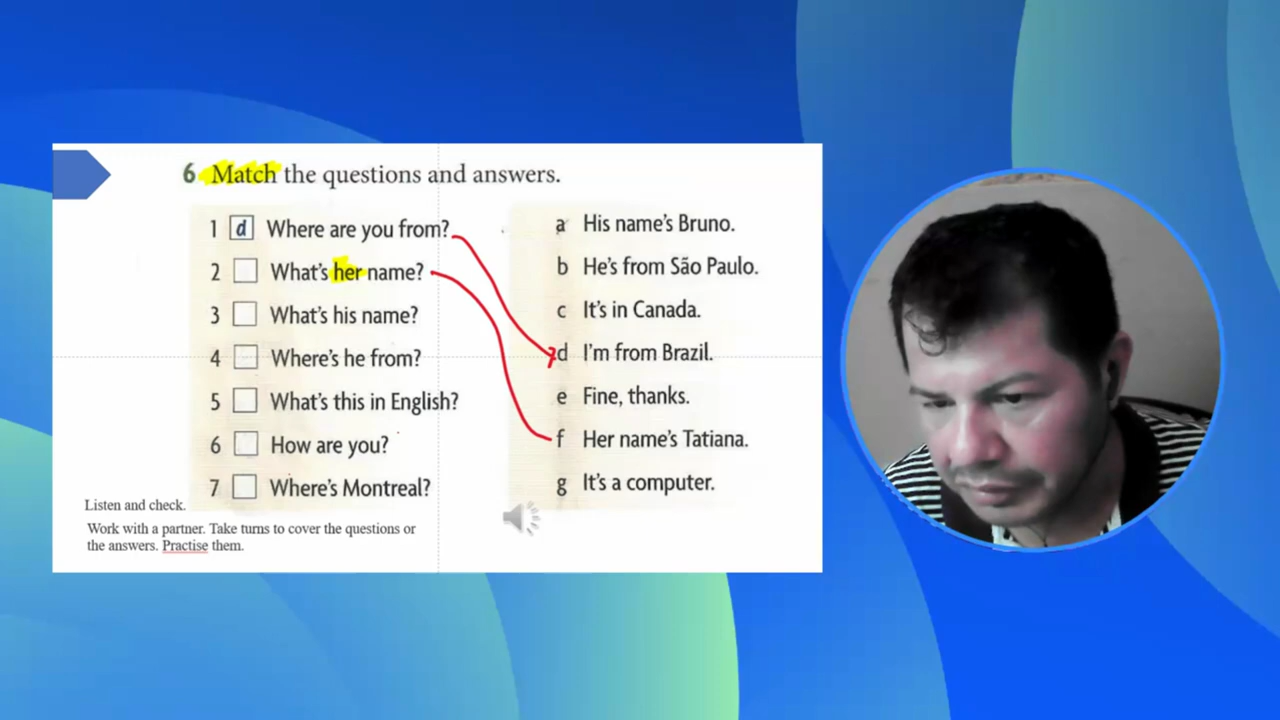 6 Match the questions and answers.
1 d Where are you from?
2 What's her name?
3 What's his name?
4 Where's he from?
5 What's this in English?
6 How are you?
7 Where's Montreal?
a His name's Bruno.
b He's from São Paulo.
c It's in Canada.
d I'm from Brazil.
e Fine, thanks.
f Her name's Tatiana.
g It's a computer.
Listen and check.
Work with a partner. Take turns to cover the questions or
the answers. Practise them.